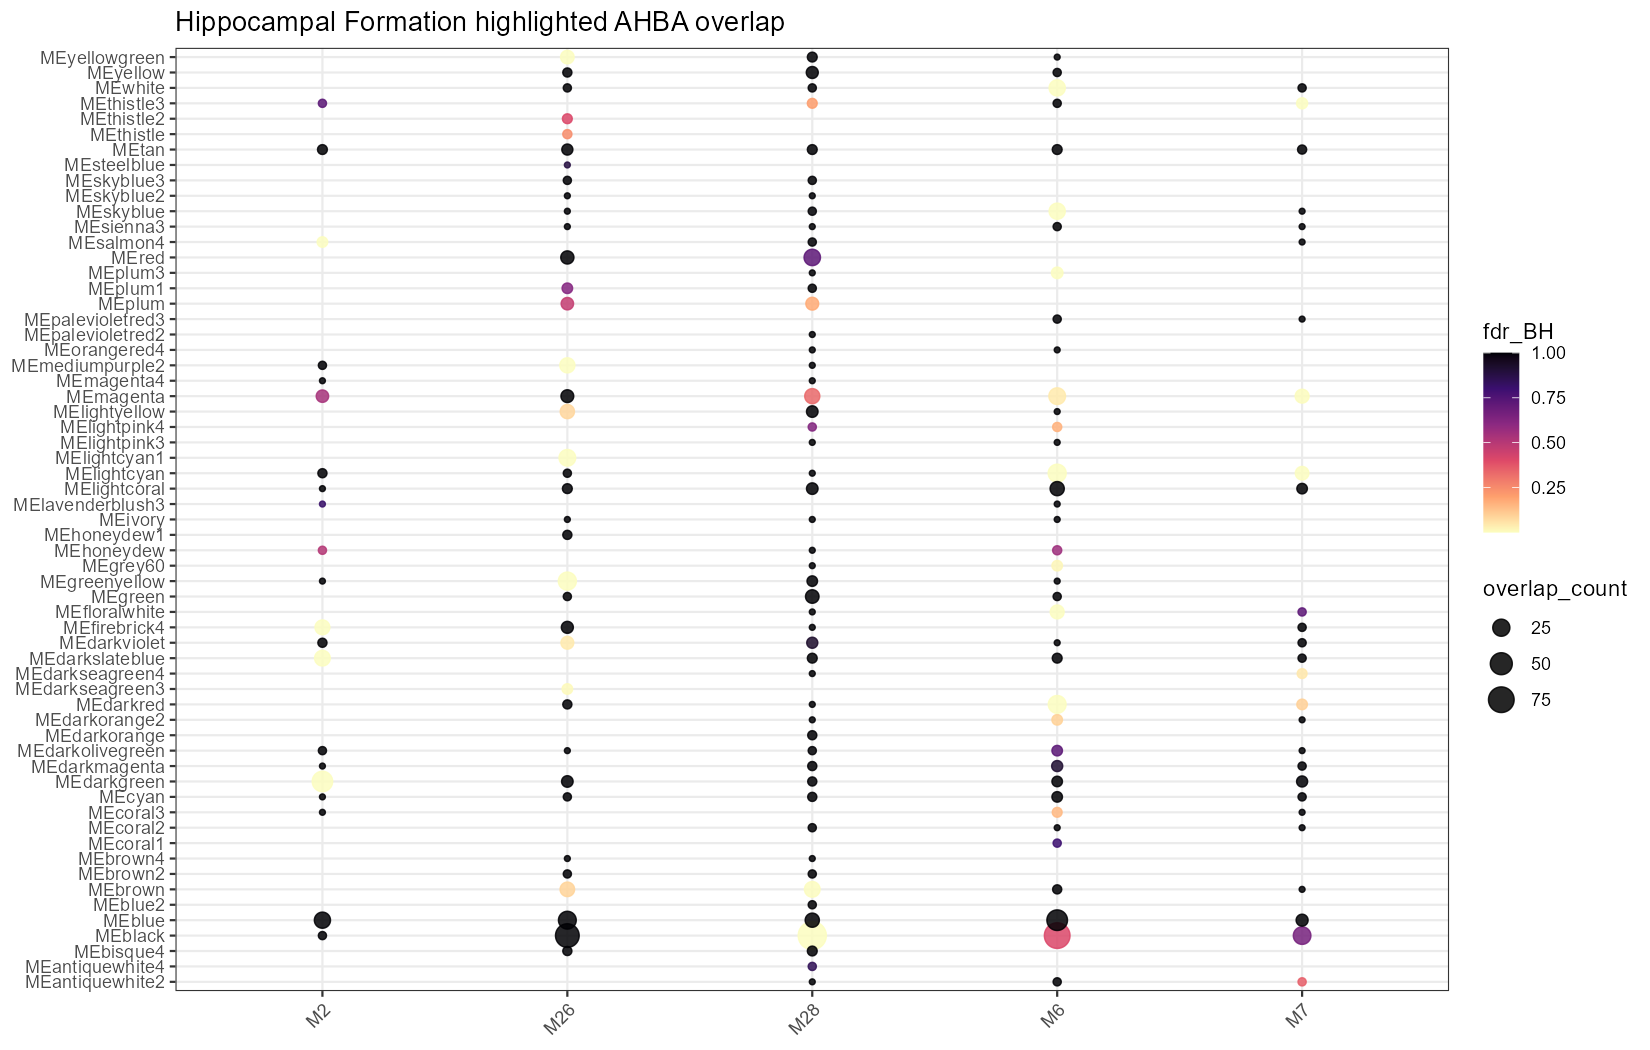 Hippocampal Formation highlighted AHBA overlap
MEyellowgreen
MEyellow
MEwhite
MEthistle3
MEthistle2
MEthistle
MEtan
MEsteelblue
MEskyblue3
MEskyblue2
MEskyblue
MEsienna3
MEsalmon4
MEred
MEplum3
MEplum1
MEplum
MEpalevioletred3
MEpalevioletred2
MEorangered4
MEmediumpurple2
MEmagenta4
MEmagenta
MElightyellow
MElightpink4
MElightpink3
MElightcyan1
MElightcyan
MElightcoral
MElavenderblush3
MEivory
MEhoneydew1
MEhoneydew
MEgrey60
MEgreenyellow
MEgreen
MEfloralwhite
MEfirebrick4
MEdarkviolet
MEdarkslateblue
MEdarkseagreen4
MEdarkseagreen3
MEdarkred
MEdarkorange2
MEdarkorange
MEdarkolivegreen
MEdarkmagenta
MEdarkgreen
MEcyan
MEcoral3
MEcoral2
MEcoral1
MEbrown4
MEbrown2
MEbrown
MEblue2
MEblue
MEblack
MEbisque4
MEantiquewhite4
MEantiquewhite2
M2
M26
M28
M6
M7
fdr_BH
1.00
0.75
0.50
0.25
overlap_count
25
50
75